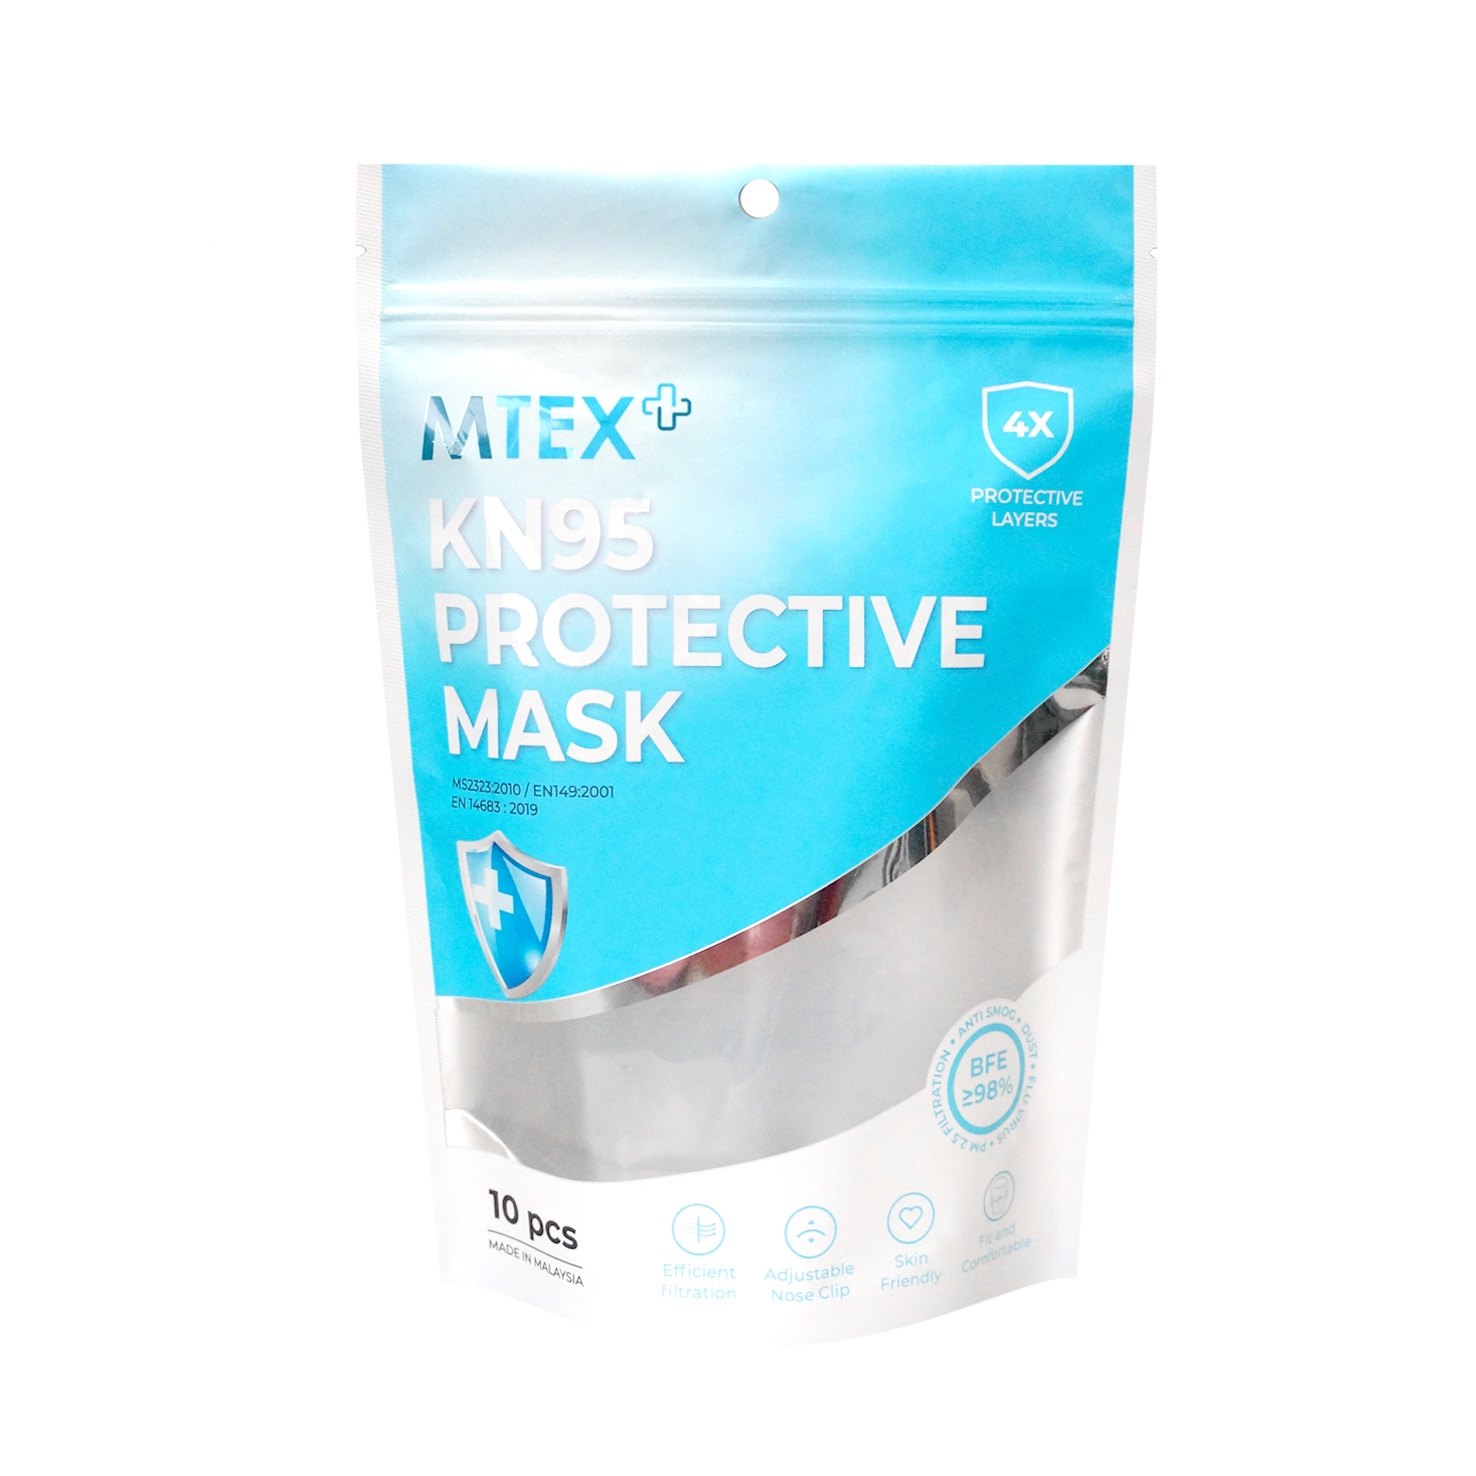 MTEX
4X
PROTECTIVE
LAYERS
KN95
PROTECTIVE
MASK
MS2323:2010 / EN149:2001
EN 14683 : 2019
ANTI SMOG • DUST • FLU VIRUS • PM 2.5 FILTRATION •
BFE
≥98%
10 pcs
MADE IN MALAYSIA
Efficient
filtration
Adjustable
Nose Clip
Skin
Friendly
Fit and
Comfortable